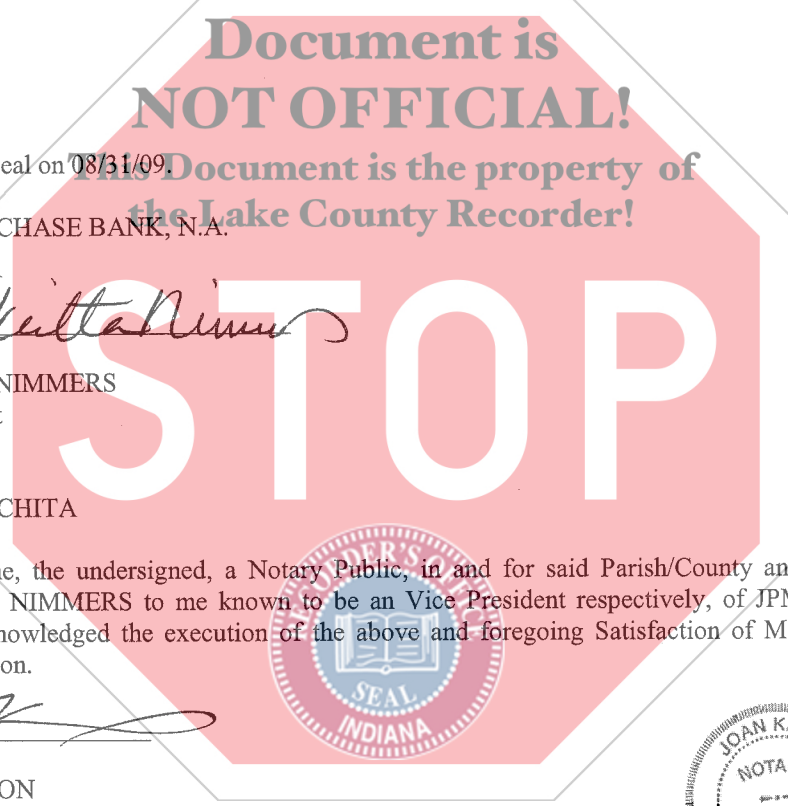 Document is
NOT OFFICIAL!
This Document is the property of
the Lake County Recorder!
eal on 08/31/09.
CHASE BANK, N.A.
STOP
NIMMERS
CHITA
e, the undersigned, a Notary Public, in and for said Parish/County an
NIMMERS to me known to be an Vice President respectively, of JPM
nowledged the execution of the above and foregoing Satisfaction of M
on.
RECORDER'S OFFICE
SEAL
INDIANA
JOAN K
NOTA
ON